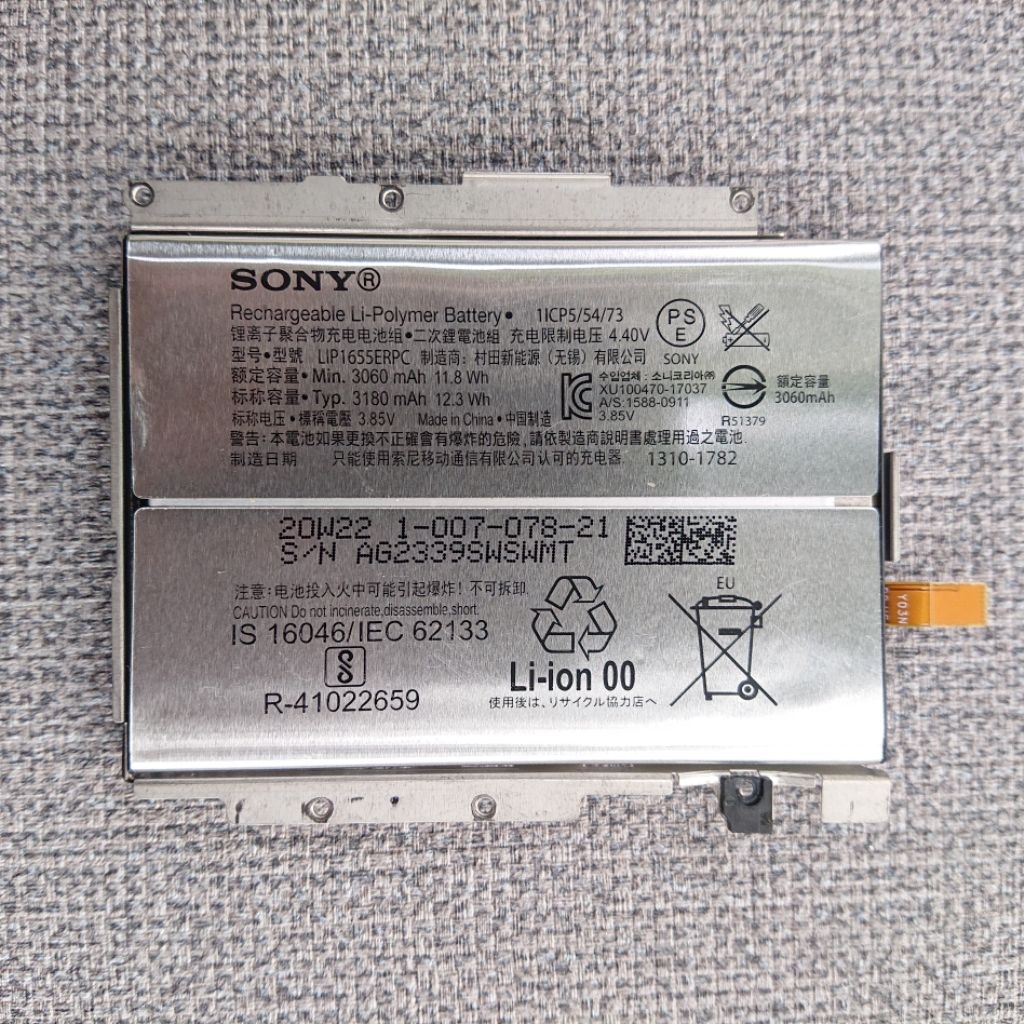 SONY®
Rechargeable Li-Polymer Battery • 1ICP5/54/73
锂离子聚合物充电电池组•二次鋰電池組 充电限制电压 4.40V
型号•型號 LIP1655ERPC 制造商: 村田新能源（无锡）有限公司
额定容量• Min. 3060 mAh 11.8 Wh
标称容量• Typ. 3180 mAh 12.3 Wh
标称电压•標稱電壓 3.85V Made in China •中国制造
PS
E
SONY
수입업체 : 소니코리아㈜
XU100470-17037
A/S:1588-0911
3.85V
R51379
額定容量
3060mAh
警告: 本電池如果更換不正確會有爆炸的危險,請依製造商說明書處理用過之電池.
制造日期 只能使用索尼移动通信有限公司认可的充电器. 1310-1782
20W22 1-007-078-21
S/N AG2339SWSWMT
注意: 电池投入火中可能引起爆炸! 不可拆卸.
CAUTION Do not incinerate,disassemble,short.
IS 16046/IEC 62133
R-41022659
Li-ion 00
使用後は、リサイクル協力店へ
EU
Y03N